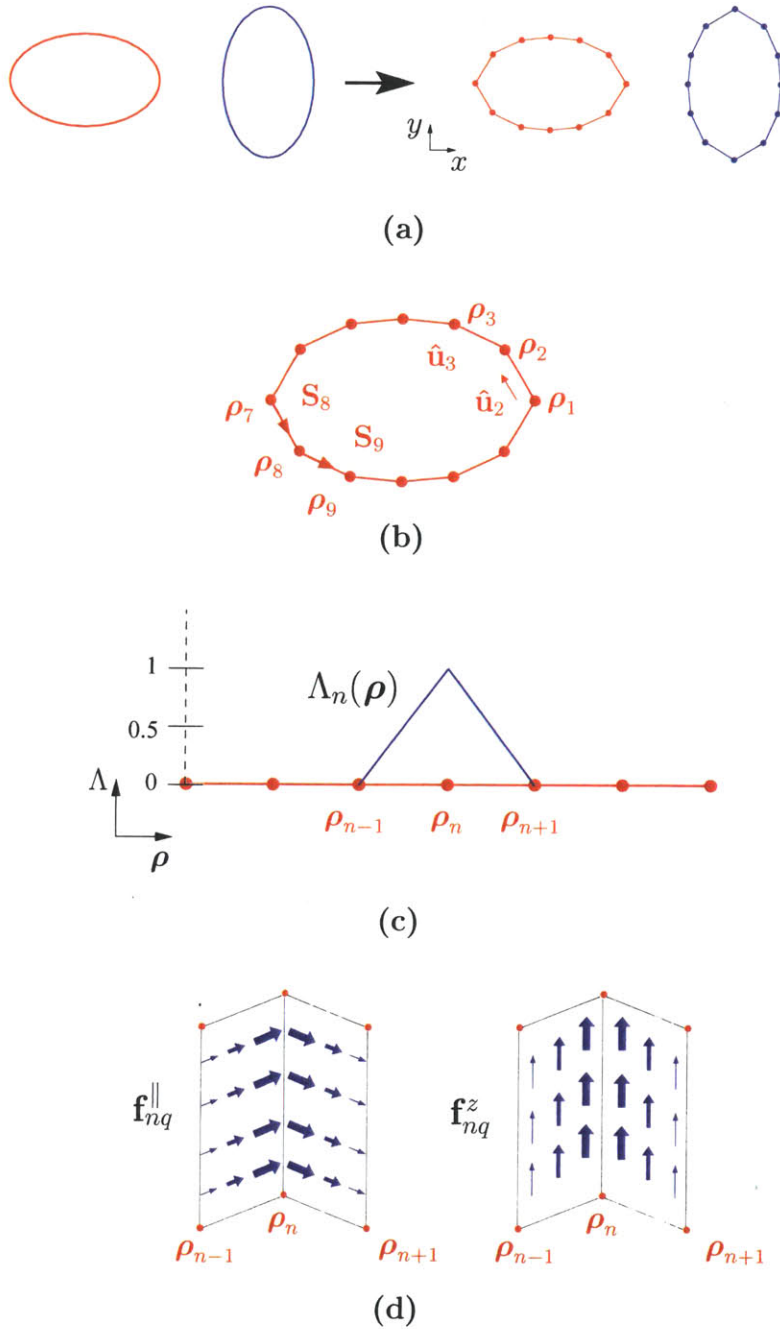 y
x
(a)
ρ₃
ρ₂
û₃
û₂
ρ₁
S₈
ρ₇
S₉
ρ₈
ρ₉
(b)
1
Λₙ(ρ)
0.5
Λ
0
ρₙ₋₁ ρₙ ρₙ₊₁
ρ
(c)
f‖nq
fᶻnq
ρₙ
ρₙ₋₁ ρₙ₊₁
ρₙ
ρₙ₋₁ ρₙ₊₁
(d)